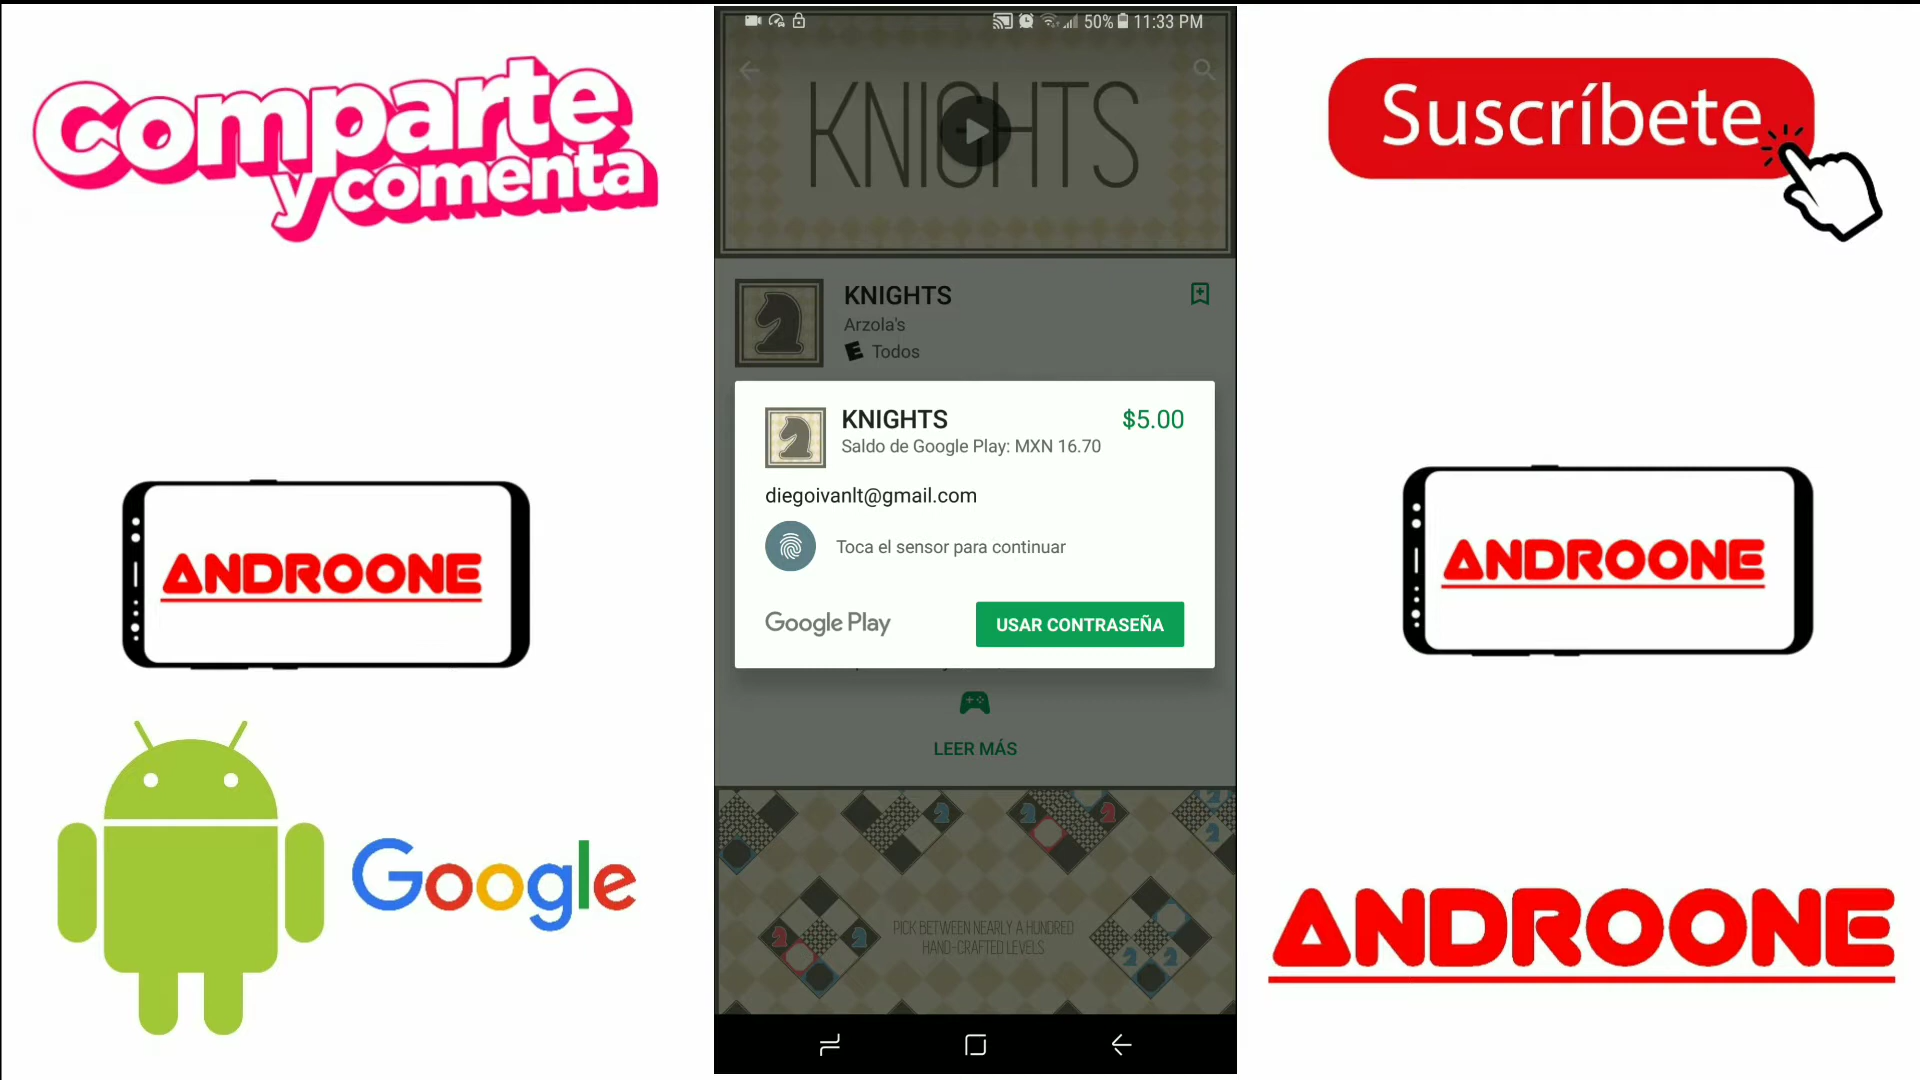 Comparte
y comenta
Suscríbete
50% 11:33 PM
KNIGHTS
KNIGHTS
Arzola's
E Todos
KNIGHTS
$5.00
Saldo de Google Play: MXN 16.70
diegoivanlt@gmail.com
Toca el sensor para continuar
Google Play
USAR CONTRASEÑA
LEER MÁS
PICK BETWEEN NEARLY A HUNDRED
HAND-CRAFTED LEVELS
ANDROONE
ANDROONE
Google
ANDROONE